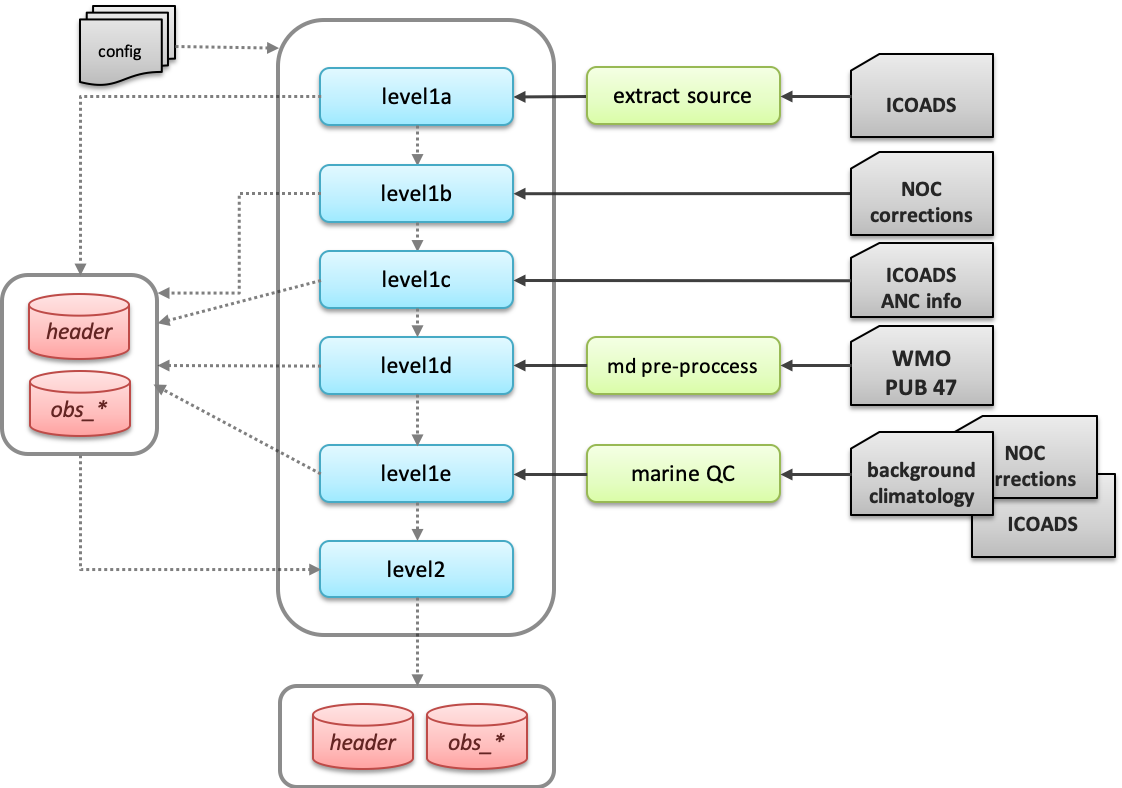 config
level1a
extract source
ICOADS
level1b
NOC
corrections
level1c
ICOADS
ANC info
header
level1d
md pre-proccess
WMO
PUB 47
obs_*
level1e
marine QC
background
climatology
NOC
rrections
ICOADS
level2
header
obs_*